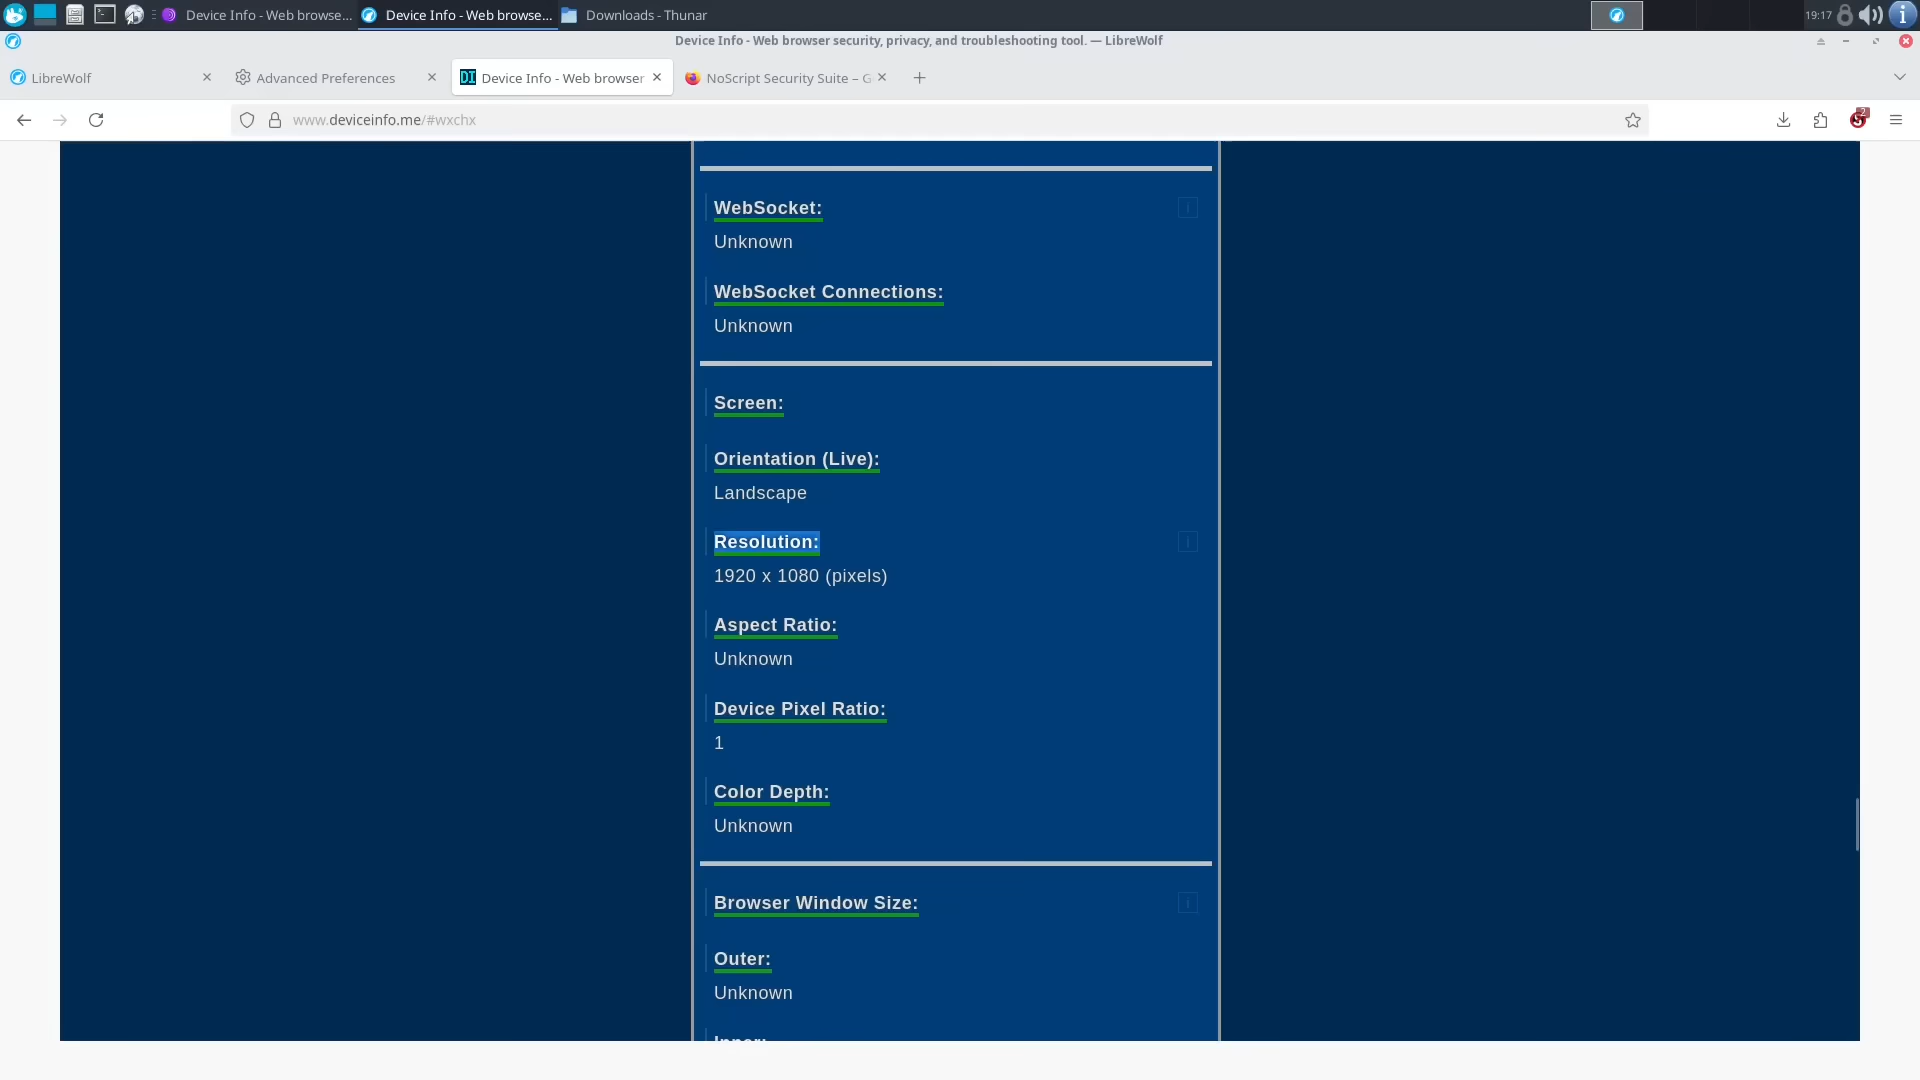 Device Info - Web browse...
Device Info - Web browse...
Downloads - Thunar
19:17
Device Info - Web browser security, privacy, and troubleshooting tool. — LibreWolf
LibreWolf
Advanced Preferences
DI Device Info - Web browser
NoScript Security Suite – G
www.deviceinfo.me/#wxchx
2
WebSocket:
i
Unknown
WebSocket Connections:
Unknown
Screen:
Orientation (Live):
Landscape
Resolution:
i
1920 x 1080 (pixels)
Aspect Ratio:
Unknown
Device Pixel Ratio:
1
Color Depth:
Unknown
Browser Window Size:
i
Outer:
Unknown
Inner: